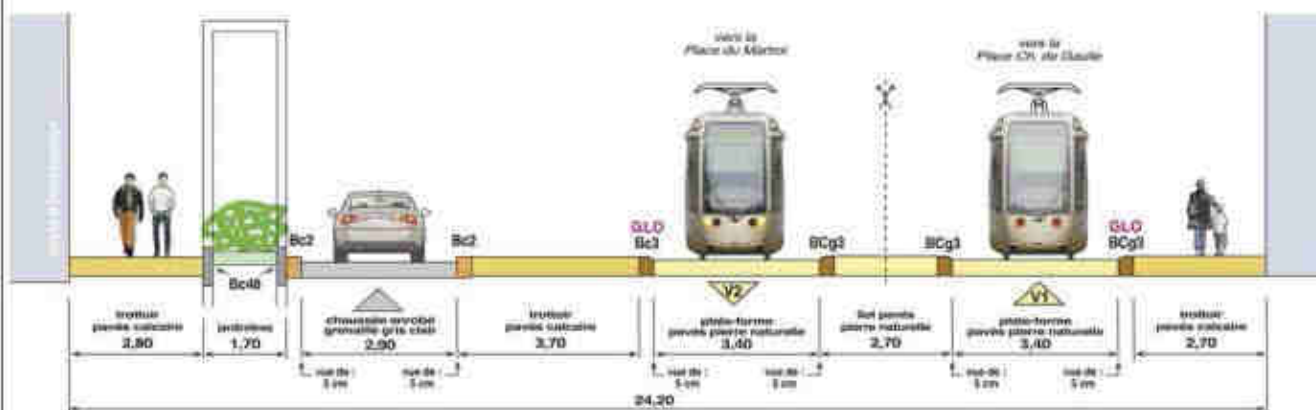 vers la
Place du Martroi
vers la
Place Ch. de Gaulle
GLO
GLO
Bc2
Bc2
Bc3
BCg3
BCg3
BCg3
Bc48
V2
V1
trottoir
pavés calcaire
2,80
jardinières
1,70
chaussée enrobé
grenaillé gris clair
2,90
trottoir
pavés calcaire
3,70
plate-forme
pavés pierre naturelle
3,40
îlot pavés
pierre naturelle
2,70
plate-forme
pavés pierre naturelle
3,40
trottoir
pavés calcaire
2,70
vue de :
5 cm
vue de :
5 cm
vue de :
5 cm
vue de :
5 cm
vue de :
5 cm
vue de :
5 cm
24,20